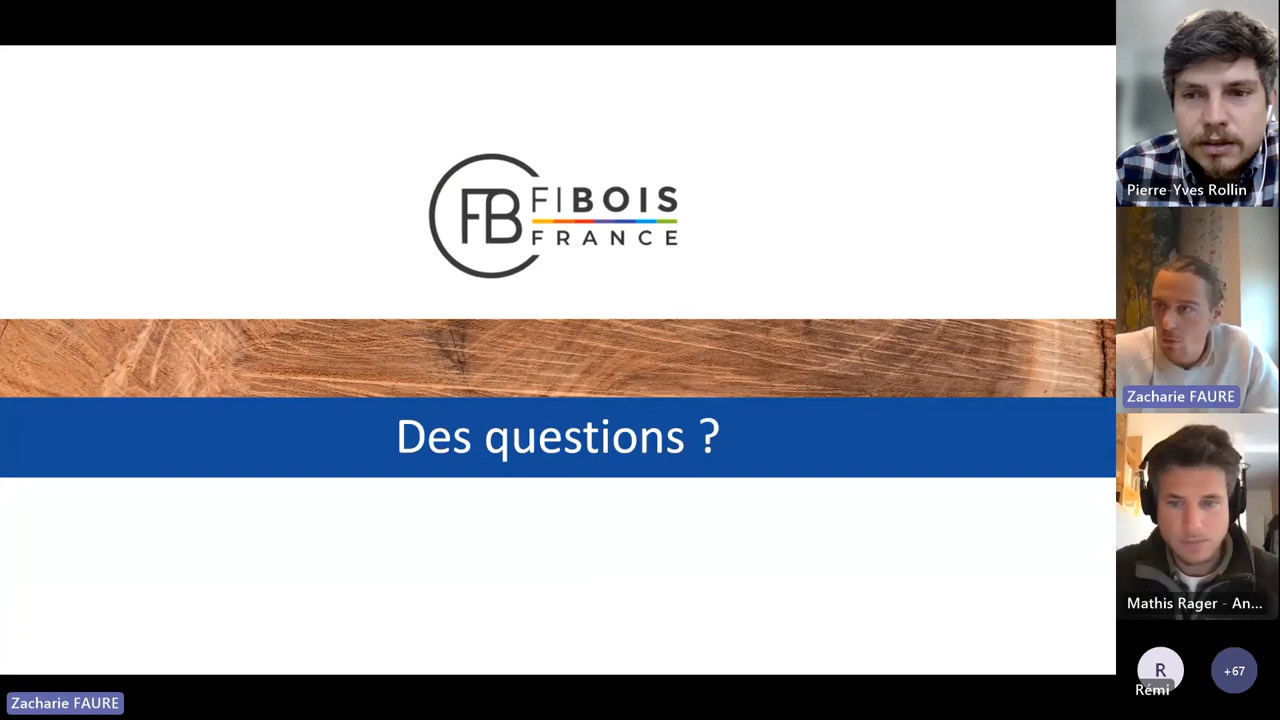 FB
FIBOIS
FRANCE
Des questions ?
Zacharie FAURE
Pierre-Yves Rollin
Zacharie FAURE
Mathis Rager - An...
R
Rémi
+67